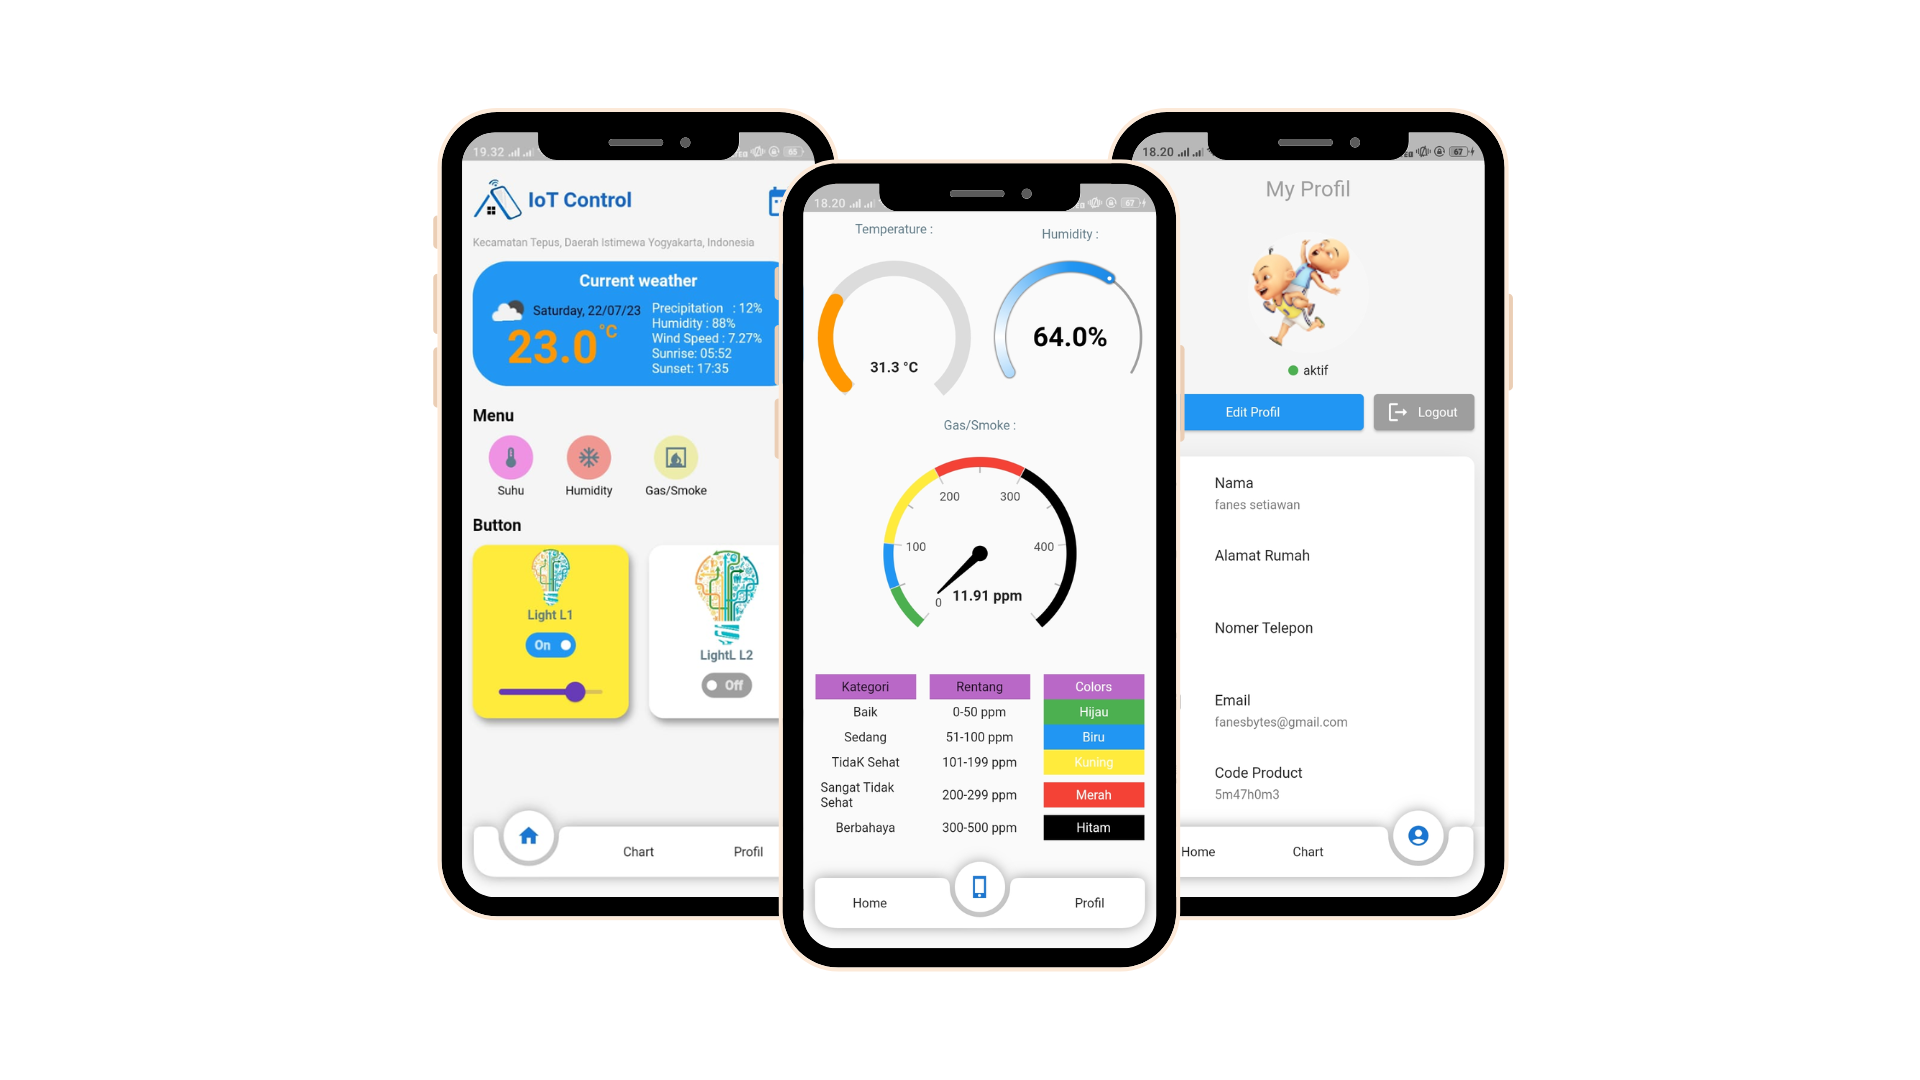 19.32
65
IoT Control
Kecamatan Tepus, Daerah Istimewa Yogyakarta, Indonesia
Current weather
Saturday, 22/07/23
23.0 °C
Precipitation : 12%
Humidity : 88%
Wind Speed : 7.27%
Sunrise: 05:52
Sunset: 17:35
Menu
Suhu Humidity Gas/Smoke
Button
Light L1
On
LightL L2
Off
Chart Profil
18.20
67
Temperature :
Humidity :
31.3 °C
64.0%
Gas/Smoke :
200 300
100 400
0
11.91 ppm
Kategori Rentang Colors
Baik 0-50 ppm Hijau
Sedang 51-100 ppm Biru
TidaK Sehat 101-199 ppm Kuning
Sangat Tidak
Sehat 200-299 ppm Merah
Berbahaya 300-500 ppm Hitam
Home Profil
18.20
67
My Profil
aktif
Edit Profil Logout
Nama
fanes setiawan
Alamat Rumah
Nomer Telepon
Email
fanesbytes@gmail.com
Code Product
5m47h0m3
Home Chart